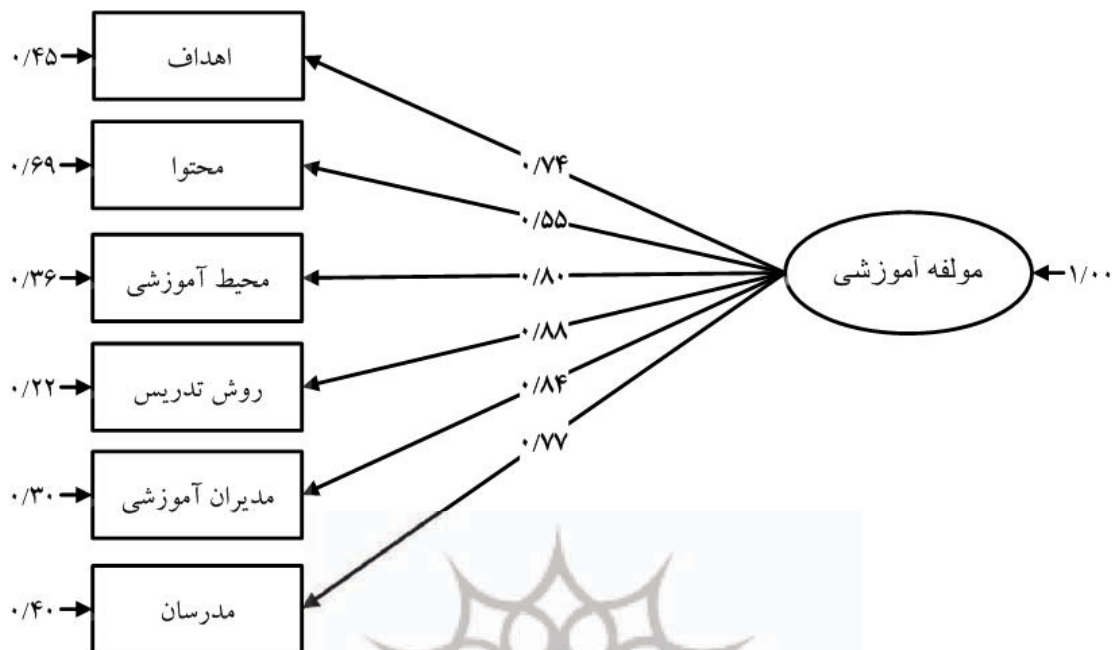 ۰/۴۵
اهداف
۰/۷۴
۰/۶۹
محتوا
۰/۵۵
۰/۳۶
محیط آموزشی
۰/۸۰
مولفه آموزشی
۱/۰۰
۰/۸۸
۰/۲۲
روش تدریس
۰/۸۴
۰/۷۷
۰/۳۰
مدیران آموزشی
۰/۴۰
مدرسان